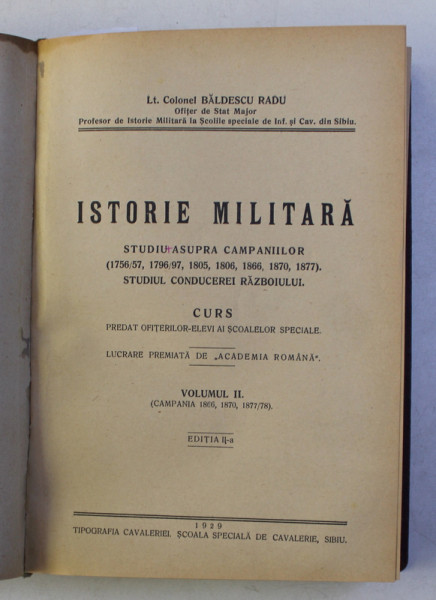 Lt. Colonel BĂLDESCU RADU
Ofițer de Stat Major
Profesor de Istorie Militară la Școlile speciale de Inf. și Cav. din Sibiu.
ISTORIE MILITARĂ
STUDIU ASUPRA CAMPANIILOR
(1756/57, 1796/97, 1805, 1806, 1866, 1870, 1877).
STUDIUL CONDUCEREI RĂZBOIULUI.
CURS
PREDAT OFIȚERILOR-ELEVI AI ȘCOALELOR SPECIALE.
LUCRARE PREMIATĂ DE „ACADEMIA ROMÂNĂ“.
VOLUMUL II.
(CAMPANIA 1866, 1870, 1877/78).
EDIȚIA II-a
1929
TIPOGRAFIA CAVALERIEI. ȘCOALA SPECIALĂ DE CAVALERIE, SIBIU.